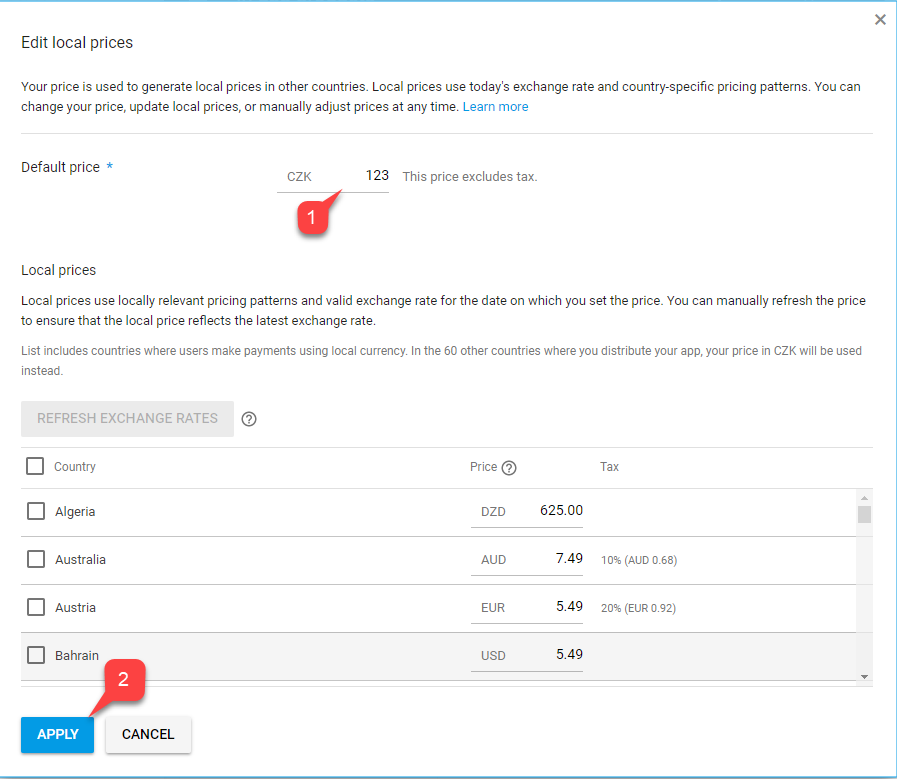 Edit local prices
Your price is used to generate local prices in other countries. Local prices use today's exchange rate and country-specific pricing patterns. You can
change your price, update local prices, or manually adjust prices at any time. Learn more
Default price * CZK 123 This price excludes tax.
1
Local prices
Local prices use locally relevant pricing patterns and valid exchange rate for the date on which you set the price. You can manually refresh the price
to ensure that the local price reflects the latest exchange rate.
List includes countries where users make payments using local currency. In the 60 other countries where you distribute your app, your price in CZK will be used
instead.
REFRESH EXCHANGE RATES ?
Country Price ? Tax
Algeria DZD 625.00
Australia AUD 7.49 10% (AUD 0.68)
Austria EUR 5.49 20% (EUR 0.92)
Bahrain USD 5.49
2
APPLY CANCEL